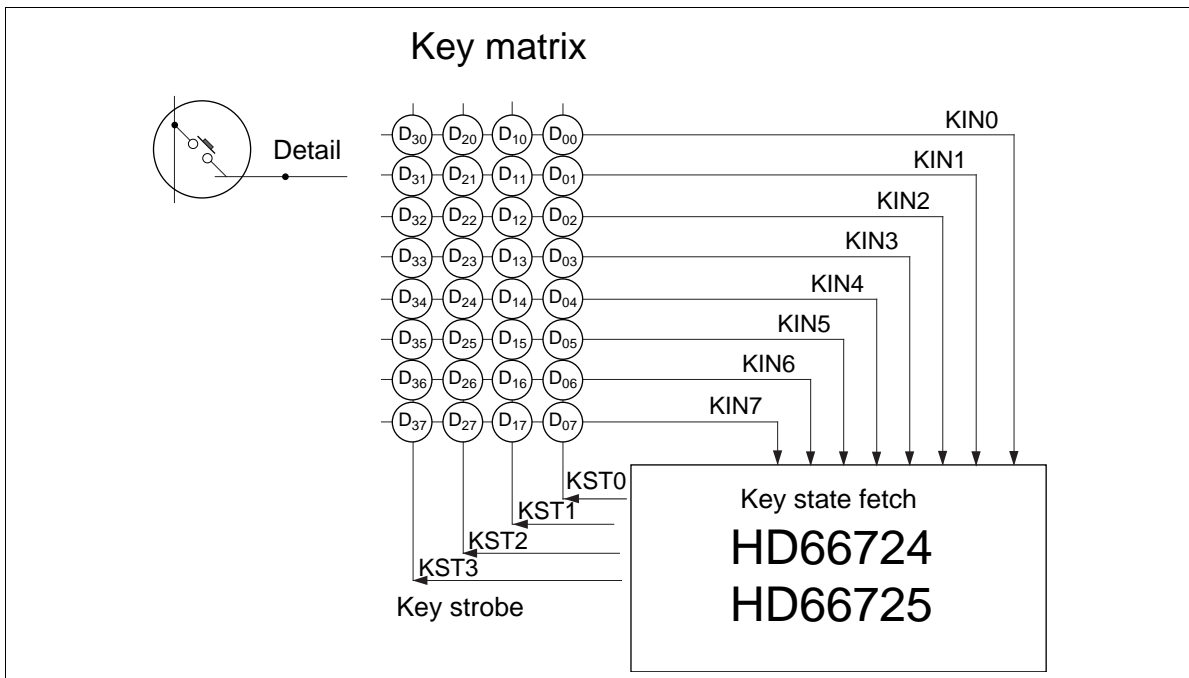 Key matrix
Detail
D30 D20 D10 D00 KIN0
D31 D21 D11 D01 KIN1
D32 D22 D12 D02 KIN2
D33 D23 D13 D03 KIN3
D34 D24 D14 D04 KIN4
D35 D25 D15 D05 KIN5
D36 D26 D16 D06 KIN6
D37 D27 D17 D07 KIN7
KST0
KST1
KST2
KST3
Key strobe
Key state fetch
HD66724
HD66725